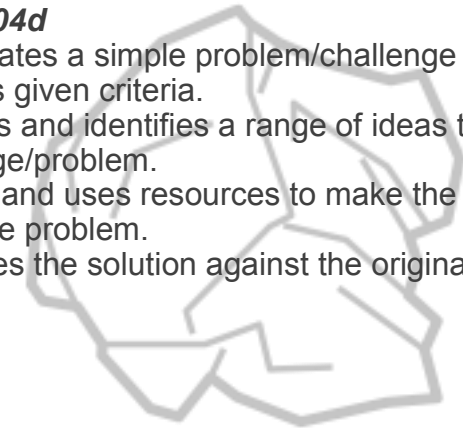 04d
ates a simple problem/challenge
s given criteria.
s and identifies a range of ideas t
ge/problem.
and uses resources to make the
e problem.
es the solution against the origina